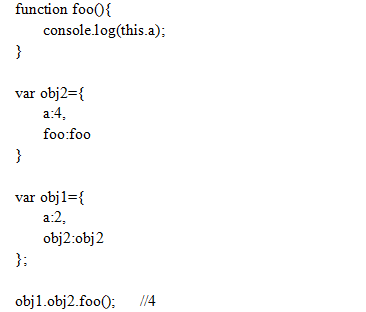 function foo(){
console.log(this.a);
}
var obj2={
a:4,
foo:foo
}
var obj1={
a:2,
obj2:obj2
};
obj1.obj2.foo(); //4